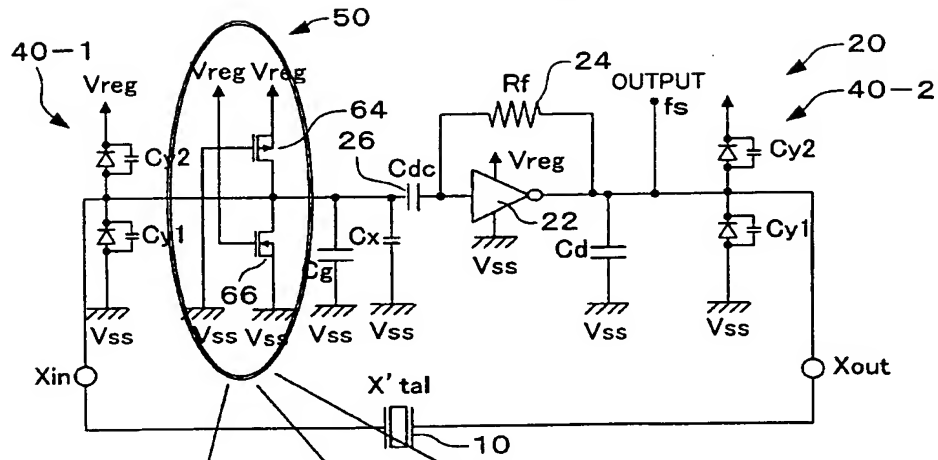 50
40-1
Vreg
Vreg
Vreg
64
24
Rf
OUTPUT
fs
20
40-2
26
Cdc
Vreg
Cy2
Cy2
22
Cy1
Cx
Cg
Vss
Cd
Cy1
66
Vss
Vss
Vss
Vss
Vss
Vss
Vss
Xin
X'tal
Xout
10